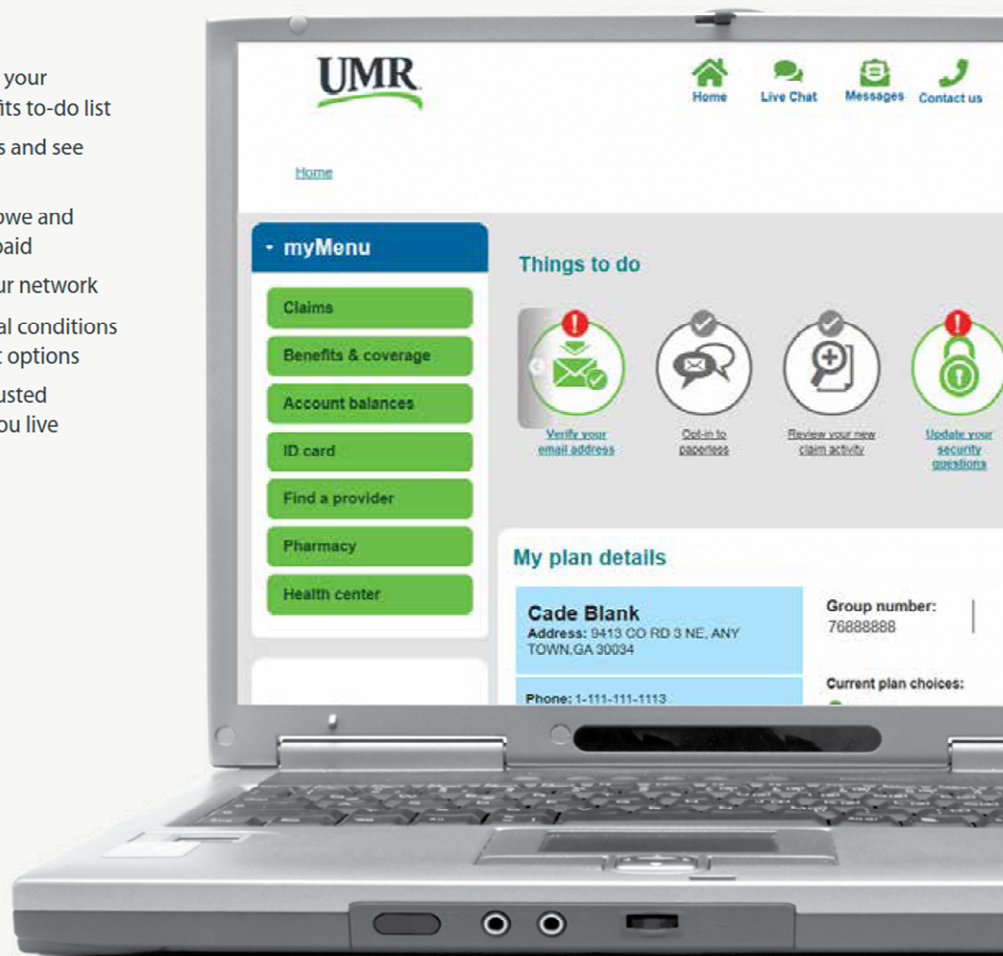 your
fits to-do list
s and see
owe and
paid
ur network
al conditions
t options
usted
ou live
UMR
Home
Live Chat
Messages
Contact us
Home
myMenu
Claims
Benefits & coverage
Account balances
ID card
Find a provider
Pharmacy
Health center
Things to do
Verify your
email address
Opt-in to
paperless
Review your new
claim activity
Update your
security
questions
My plan details
Cade Blank
Address: 9413 CO RD 3 NE, ANY
TOWN,GA 30034
Phone: 1-111-111-1113
Group number:
76888888
Current plan choices: